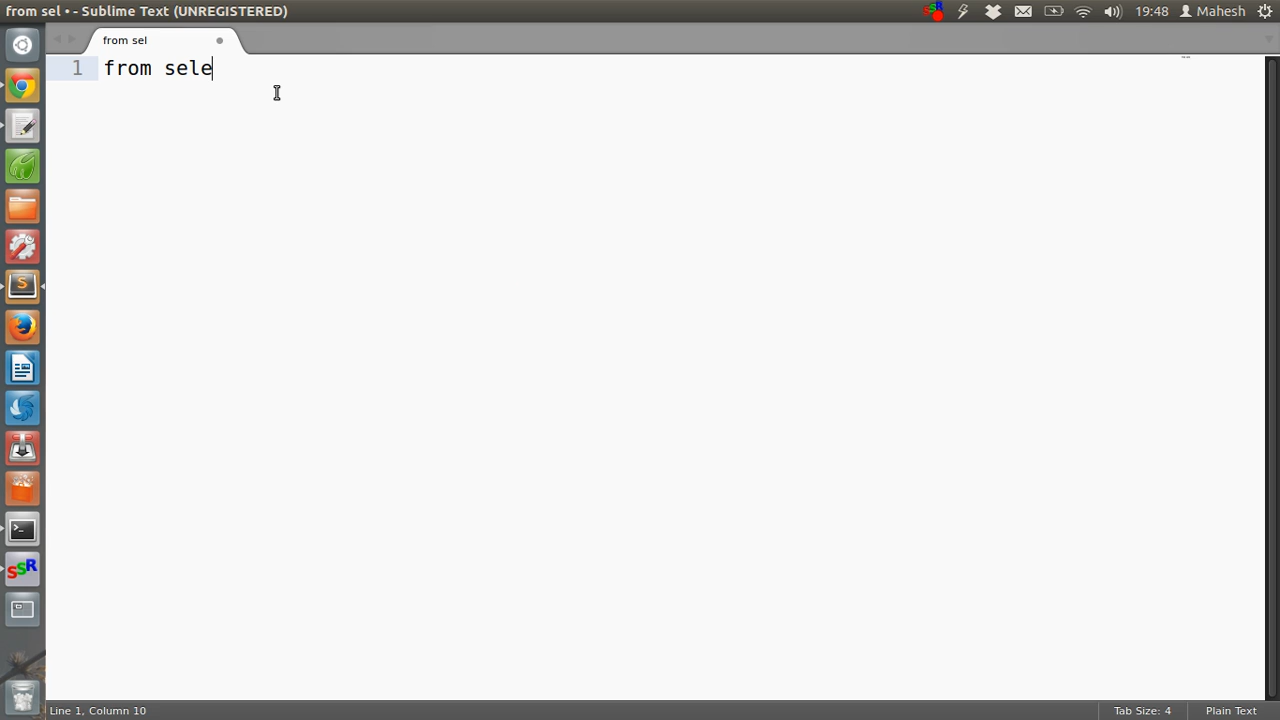 from sel • - Sublime Text (UNREGISTERED)
19:48 Mahesh
from sel
1 from sele
S
>_
SSR
Line 1, Column 10
Tab Size: 4
Plain Text